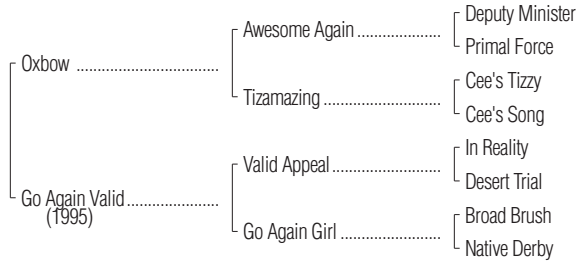 Deputy Minister
Awesome Again ..................
Primal Force
Oxbow ...............................
Cee's Tizzy
Tizamazing .........................
Cee's Song
In Reality
Valid Appeal........................
Desert Trial
Go Again Valid....................
(1995)
Broad Brush
Go Again Girl .....................
Native Derby